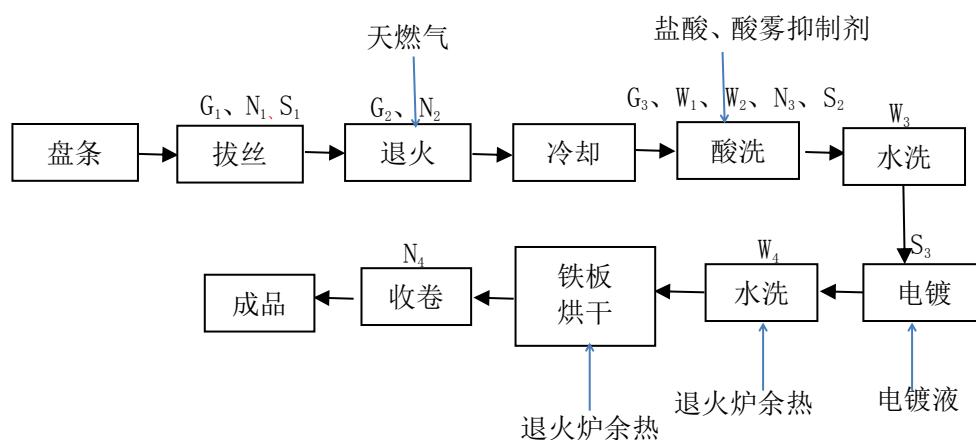 天燃气
盐酸、酸雾抑制剂
G₁、N₁、S₁
G₂、N₂
G₃、W₁、W₂、N₃、S₂
W₃
盘条
拔丝
退火
冷却
酸洗
水洗
S₃
W₄
N₄
成品
收卷
铁板
烘干
水洗
电镀
退火炉余热
退火炉余热
电镀液